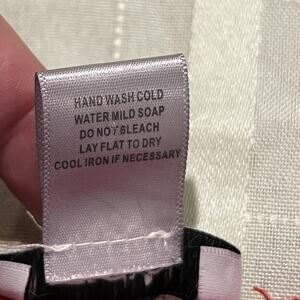 HAND WASH COLD
WATER MILD SOAP
DO NOT BLEACH
LAY FLAT TO DRY
COOL IRON IF NECESSARY